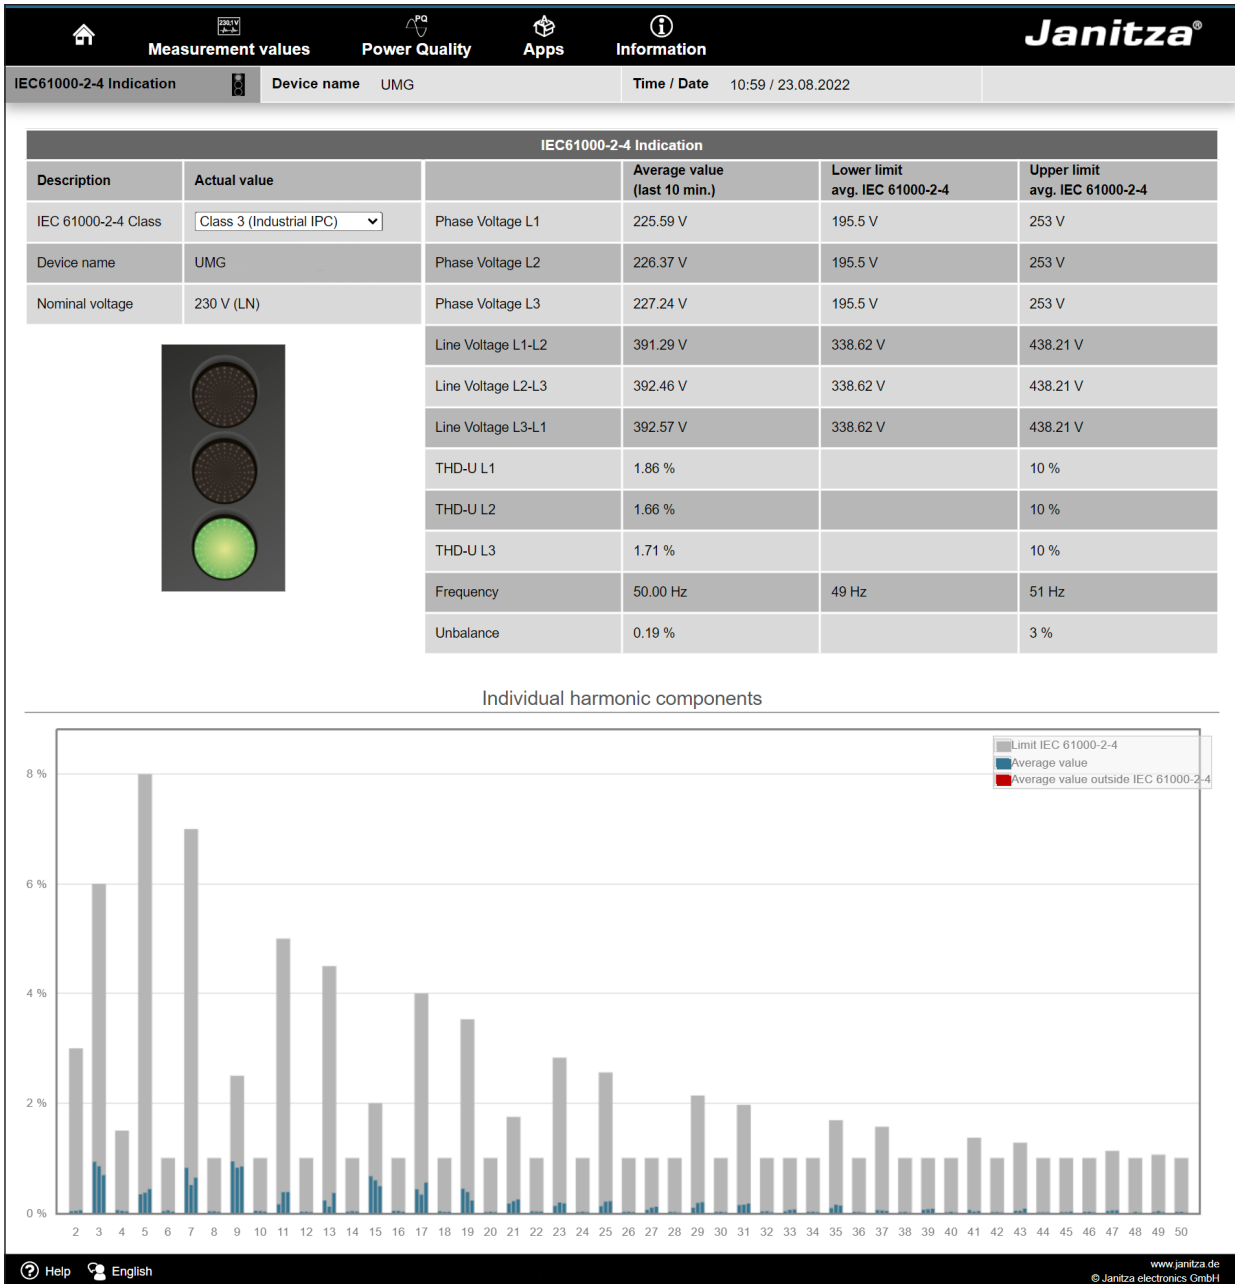 230,1V
PQ
Measurement values Power Quality Apps Information
Janitza®
IEC61000-2-4 Indication Device name UMG Time / Date 10:59 / 23.08.2022
IEC61000-2-4 Indication
Description Actual value Average value (last 10 min.) Lower limit avg. IEC 61000-2-4 Upper limit avg. IEC 61000-2-4
IEC 61000-2-4 Class Class 3 (Industrial IPC) Phase Voltage L1 225.59 V 195.5 V 253 V
Device name UMG Phase Voltage L2 226.37 V 195.5 V 253 V
Nominal voltage 230 V (LN) Phase Voltage L3 227.24 V 195.5 V 253 V
Line Voltage L1-L2 391.29 V 338.62 V 438.21 V
Line Voltage L2-L3 392.46 V 338.62 V 438.21 V
Line Voltage L3-L1 392.57 V 338.62 V 438.21 V
THD-U L1 1.86 % 10 %
THD-U L2 1.66 % 10 %
THD-U L3 1.71 % 10 %
Frequency 50.00 Hz 49 Hz 51 Hz
Unbalance 0.19 % 3 %
Individual harmonic components
Limit IEC 61000-2-4
Average value
Average value outside IEC 61000-2-4
8 %
6 %
4 %
2 %
0 %
2 3 4 5 6 7 8 9 10 11 12 13 14 15 16 17 18 19 20 21 22 23 24 25 26 27 28 29 30 31 32 33 34 35 36 37 38 39 40 41 42 43 44 45 46 47 48 49 50
Help English
www.janitza.de
© Janitza electronics GmbH